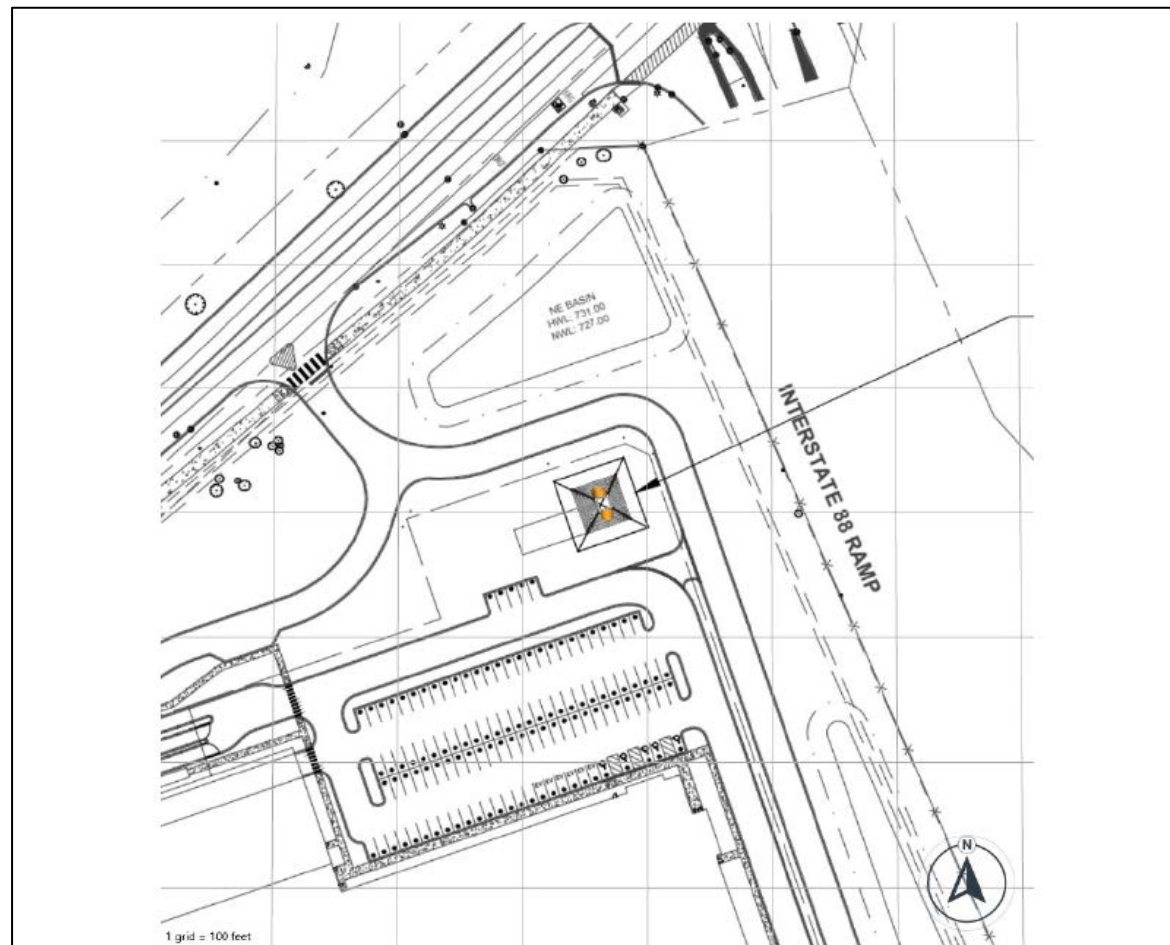 NE BASIN
HWL: 731.00
NWL: 727.00
INTERSTATE 88 RAMP
N
1 grid = 100 feet